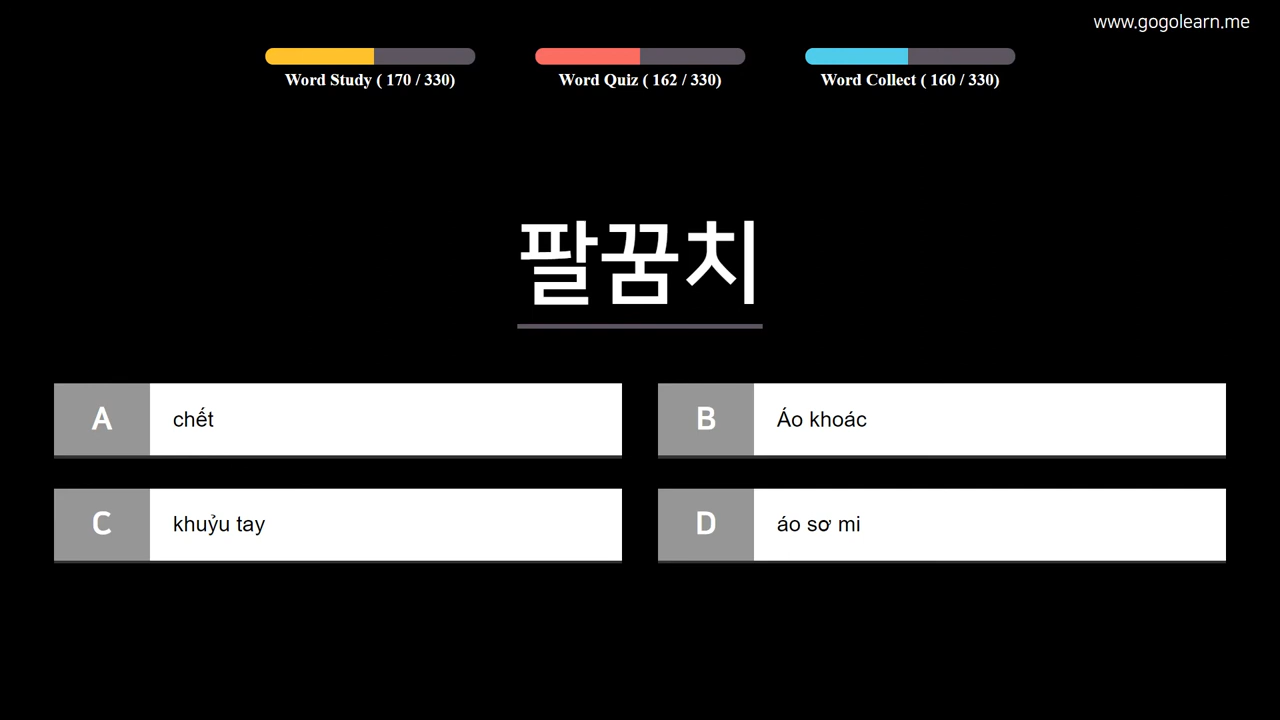 www.gogolearn.me
Word Study ( 170 / 330)
Word Quiz ( 162 / 330)
Word Collect ( 160 / 330)
팔꿈치
A chết
B Áo khoác
C khuỷu tay
D áo sơ mi